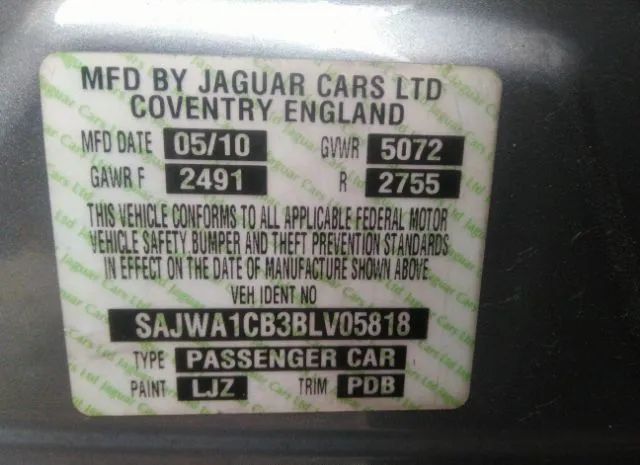 MFD BY JAGUAR CARS LTD
COVENTRY ENGLAND
MFD DATE 05/10 GVWR 5072
GAWR F 2491 R 2755
THIS VEHICLE CONFORMS TO ALL APPLICABLE FEDERAL MOTOR
VEHICLE SAFETY BUMPER AND THEFT PREVENTION STANDARDS
IN EFFECT ON THE DATE OF MANUFACTURE SHOWN ABOVE
VEH IDENT NO
SAJWA1CB3BLV05818
TYPE PASSENGER CAR
PAINT LJZ TRIM PDB